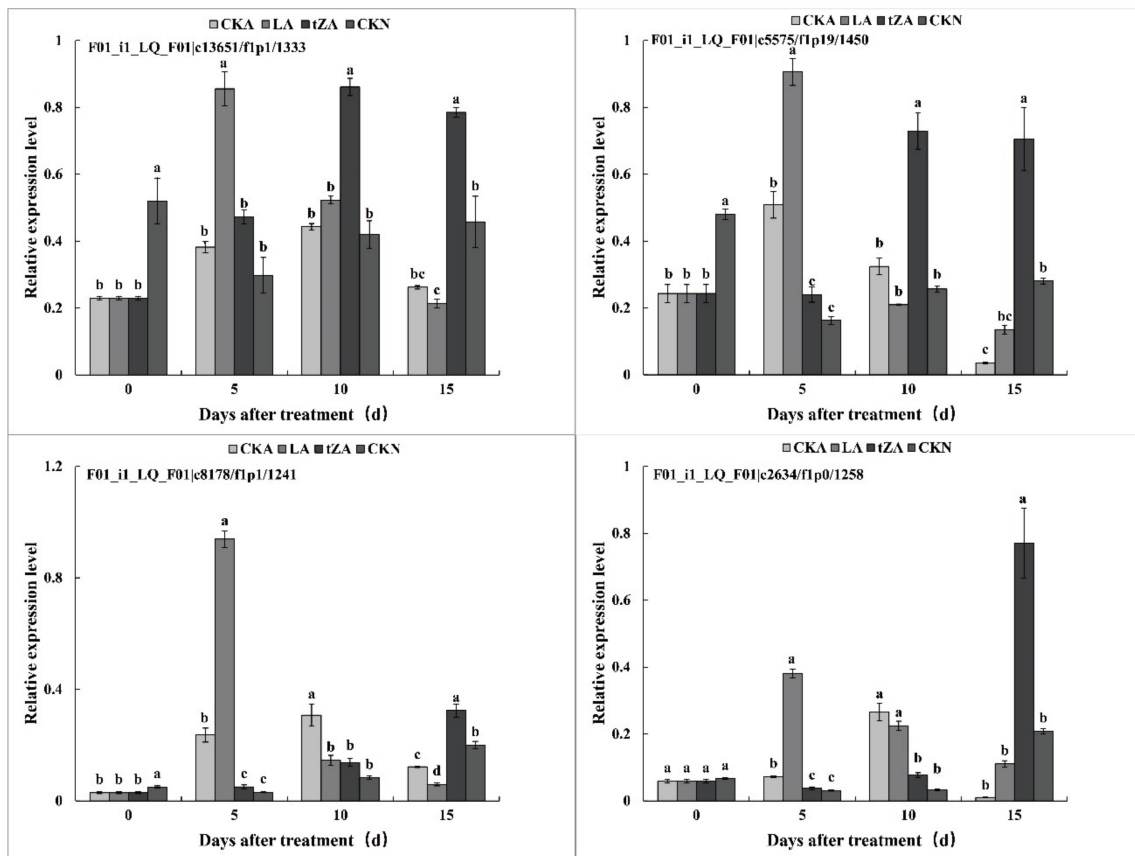 CKA LA tZA CKN
F01_i1_LQ_F01|c13651/f1p1/1333
Relative expression level
1
0.8
0.6
0.4
0.2
0
b b b a
b a b b
b b a b
bc c a b
0 5 10 15
Days after treatment (d)
CKA LA tZA CKN
F01_i1_LQ_F01|c5575/f1p19/1450
Relative expression level
1
0.8
0.6
0.4
0.2
0
b b b a
b a c c
b b a b
c bc a b
0 5 10 15
Days after treatment (d)
CKA LA tZA CKN
F01_i1_LQ_F01|c8178/f1p1/1241
Relative expression level
1.2
0.8
0.4
0
b b b a
b a c c
a b b b
c d a b
0 5 10 15
Days after treatment (d)
CKA LA tZA CKN
F01_i1_LQ_F01|c2634/f1p0/1258
Relative expression level
1
0.8
0.6
0.4
0.2
0
a a a a
b a c c
a a b b
b b a b
0 5 10 15
Days after treatment (d)